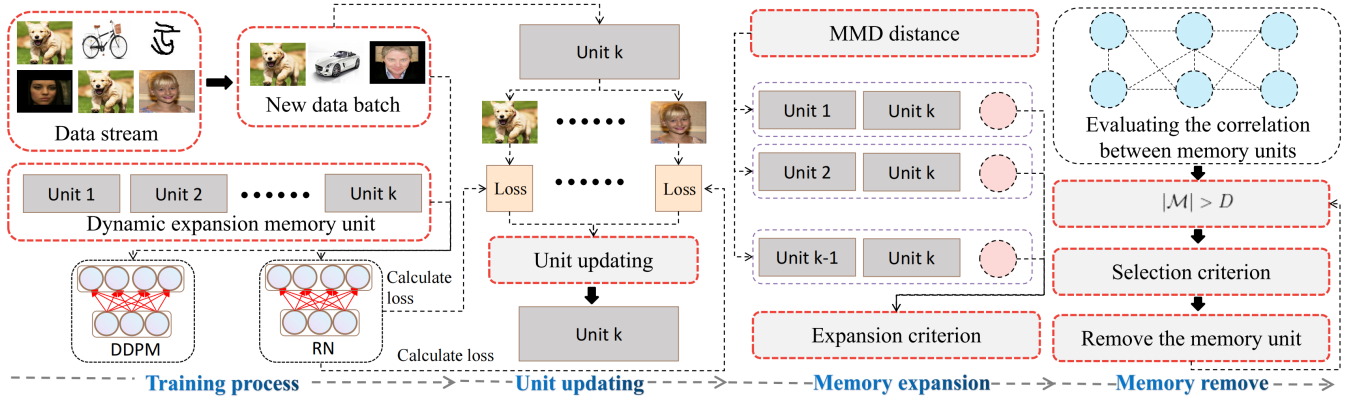 Data stream
New data batch
Unit 1
Unit 2
Unit k
Dynamic expansion memory unit
DDPM
RN
Calculate
loss
Calculate loss
Unit k
Loss
Loss
Unit updating
Unit k
MMD distance
Unit 1
Unit k
Unit 2
Unit k
Unit k-1
Unit k
Expansion criterion
Evaluating the correlation
between memory units
|M| > D
Selection criterion
Remove the memory unit
Training process
Unit updating
Memory expansion
Memory remove